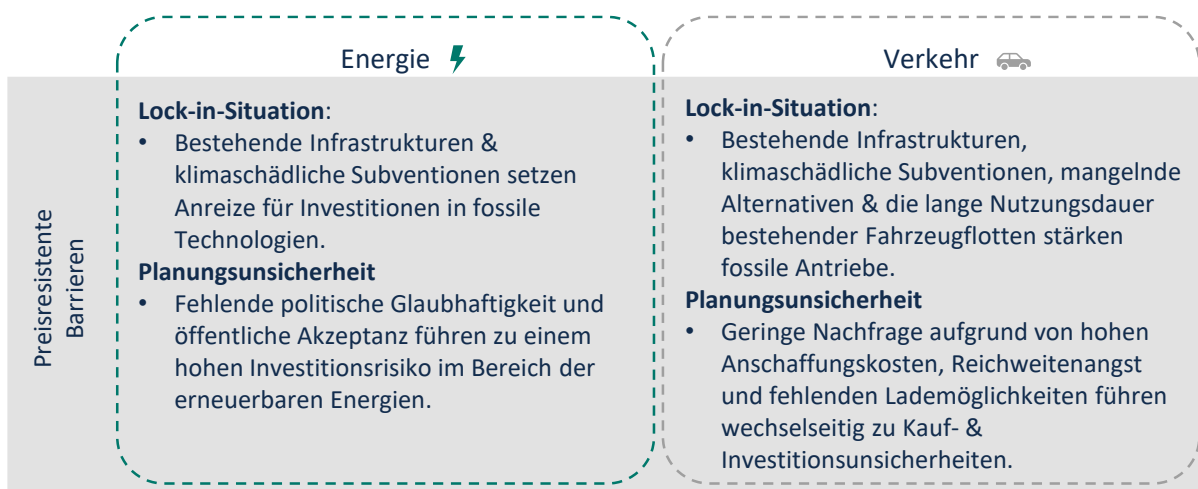 Energie
Verkehr
Preisresistente
Barrieren
Lock-in-Situation:
• Bestehende Infrastrukturen &
klimaschädliche Subventionen setzen
Anreize für Investitionen in fossile
Technologien.
Planungsunsicherheit
• Fehlende politische Glaubhaftigkeit und
öffentliche Akzeptanz führen zu einem
hohen Investitionsrisiko im Bereich der
erneuerbaren Energien.
Lock-in-Situation:
• Bestehende Infrastrukturen,
klimaschädliche Subventionen, mangelnde
Alternativen & die lange Nutzungsdauer
bestehender Fahrzeugflotten stärken
fossile Antriebe.
Planungsunsicherheit
• Geringe Nachfrage aufgrund von hohen
Anschaffungskosten, Reichweitenangst
und fehlenden Lademöglichkeiten führen
wechselseitig zu Kauf- &
Investitionsunsicherheiten.